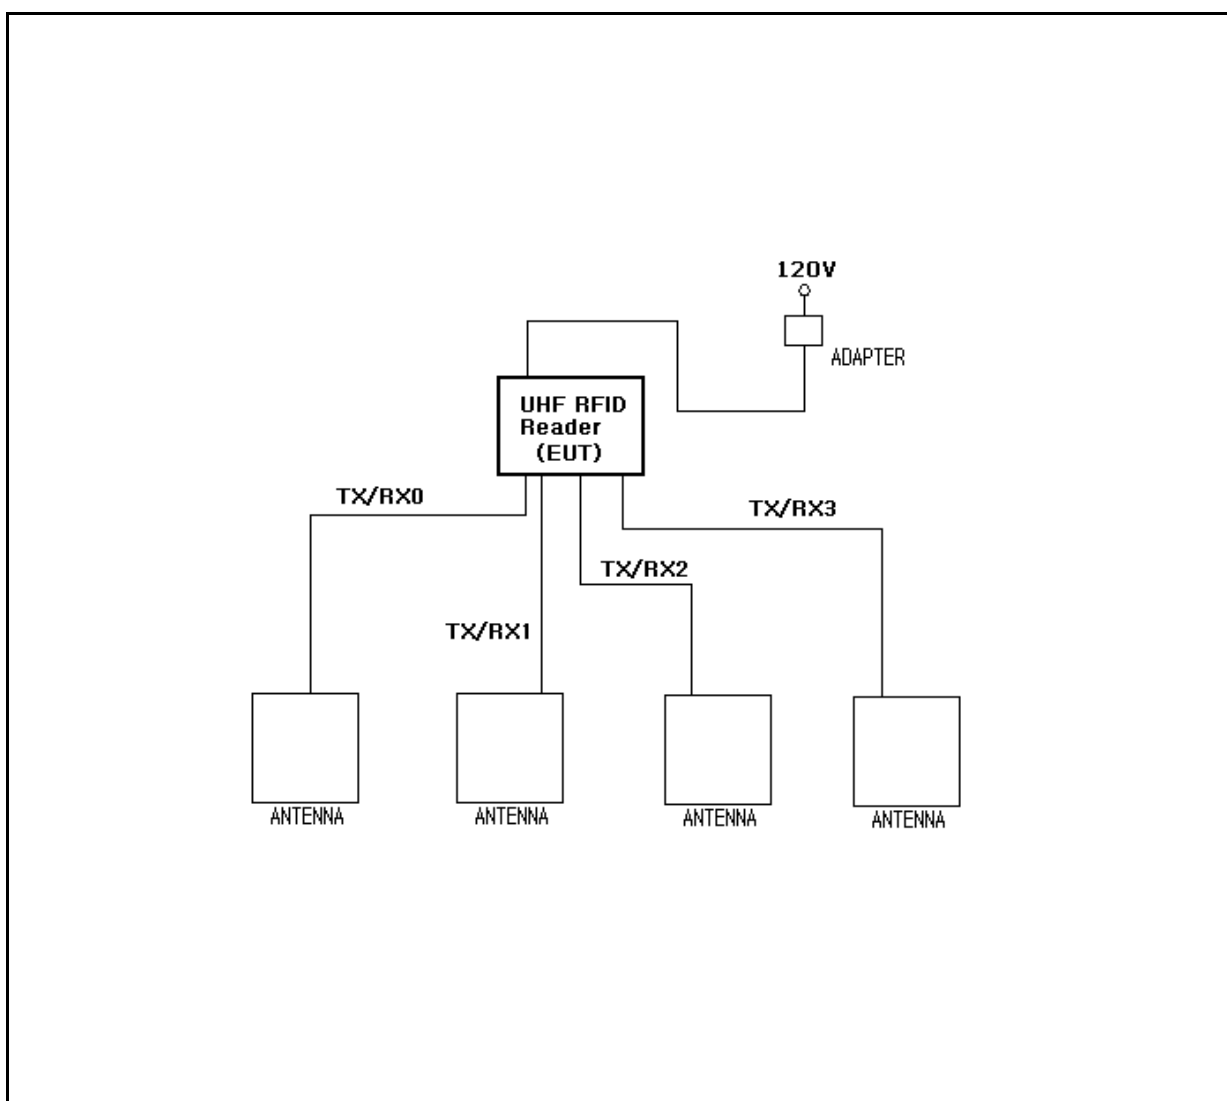 120V
ADAPTER
UHF RFID
Reader
(EUT)
TX/RX0
TX/RX3
TX/RX2
TX/RX1
ANTENNA
ANTENNA
ANTENNA
ANTENNA